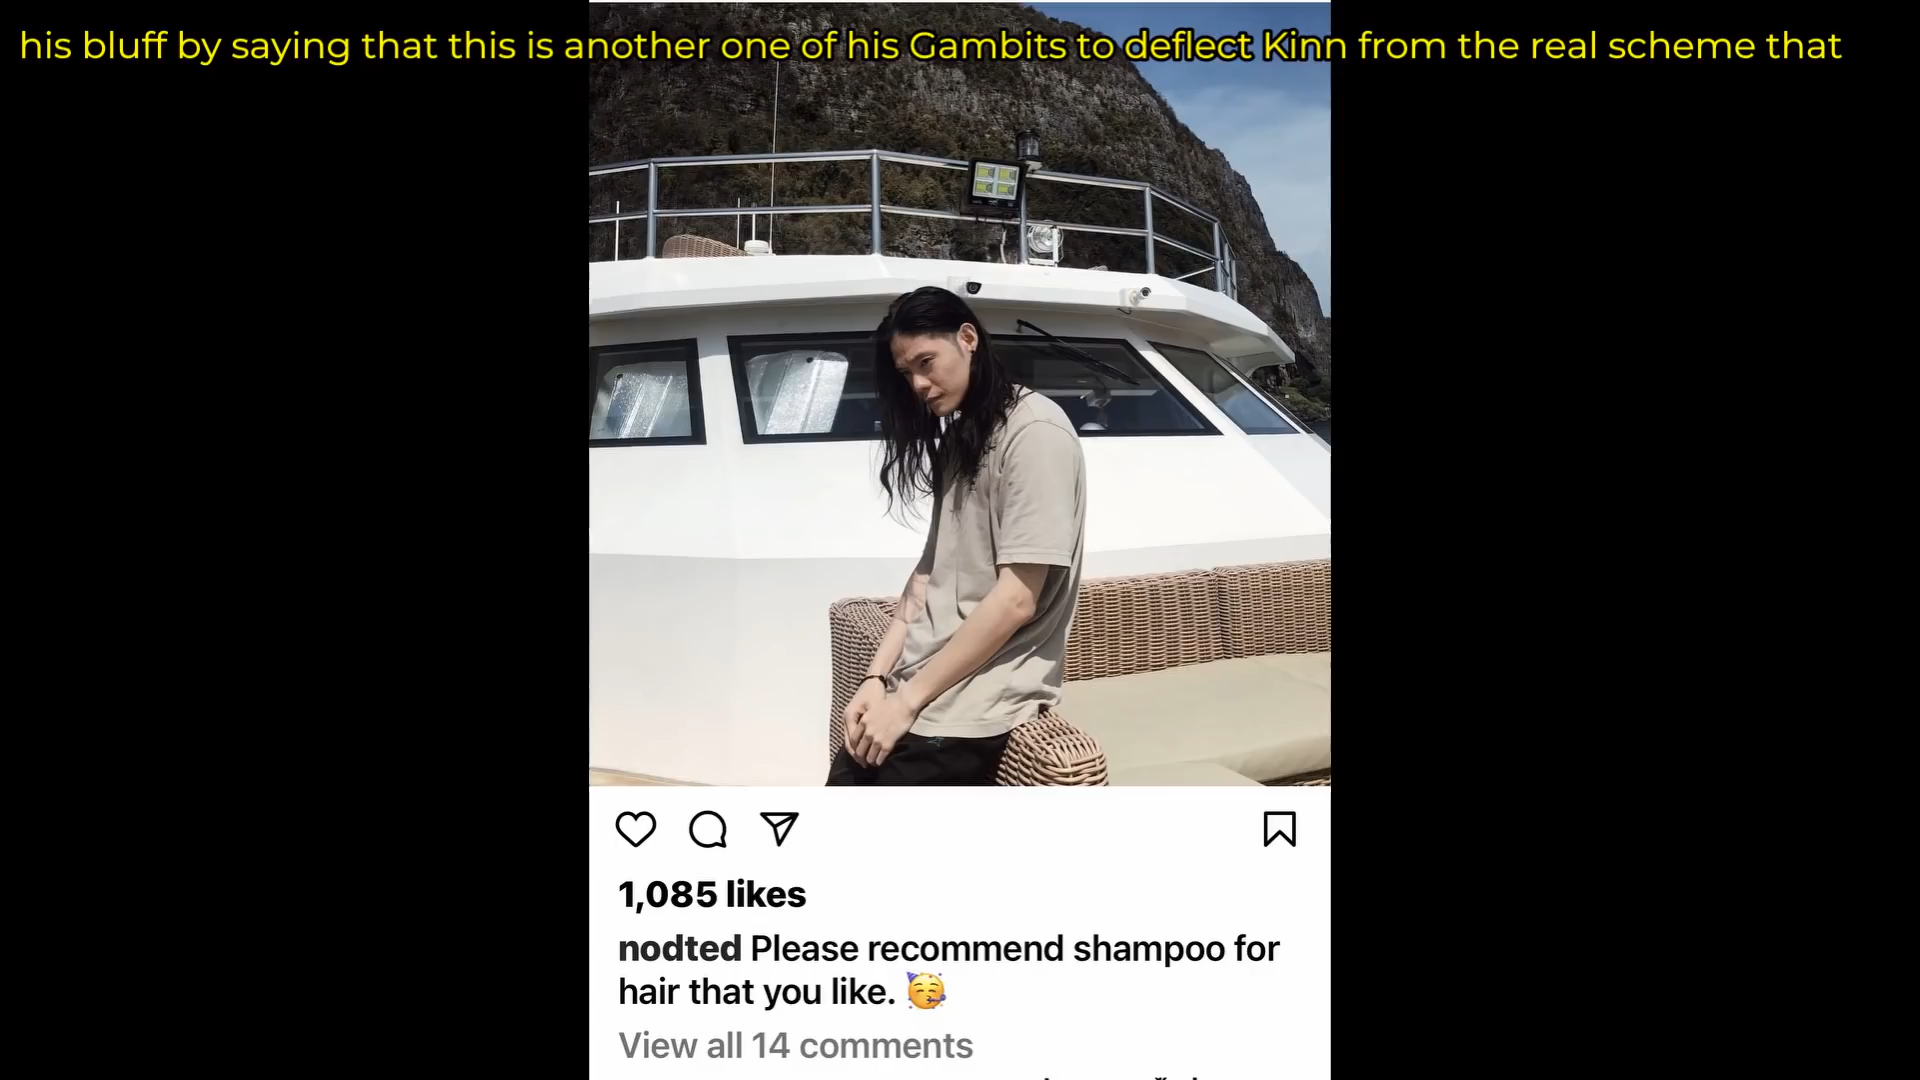 his bluff by saying that this is another one of his Gambits to deflect Kinn from the real scheme that
1,085 likes
nodted Please recommend shampoo for
hair that you like. 🥳
View all 14 comments